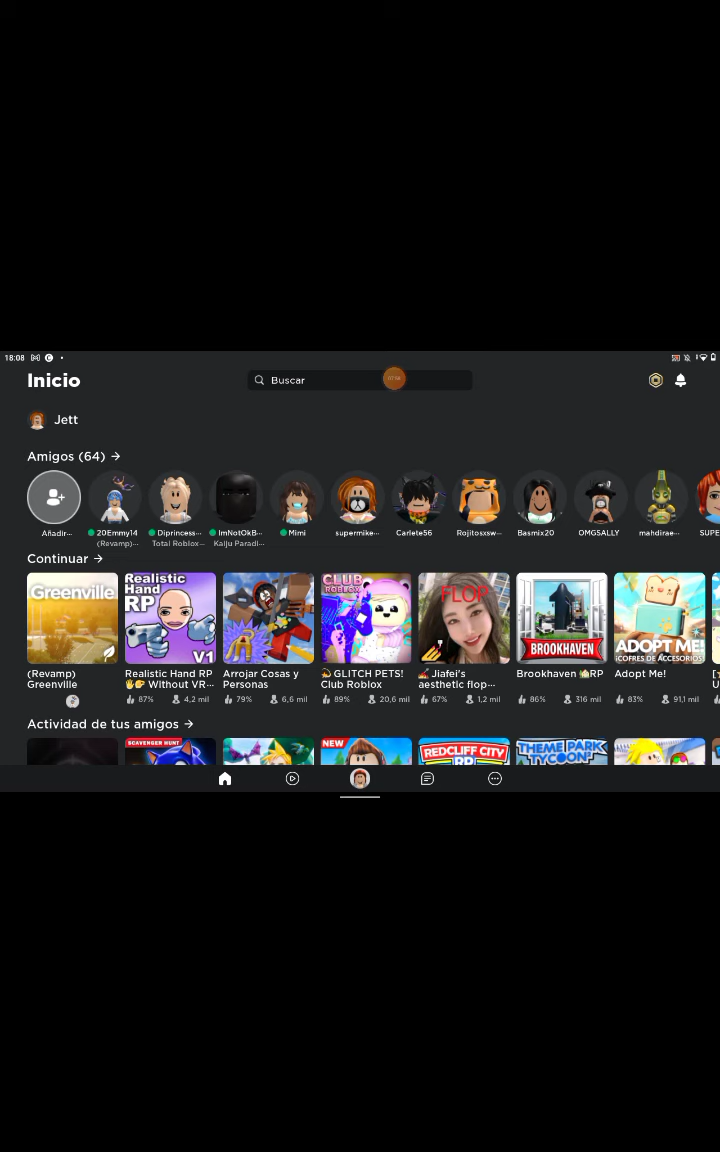 18:08
Inicio
Buscar
07:58
Jett
Amigos (64) →
Añadir...
20Emmy14
(Revamp)...
Diprincess...
Total Roblox...
ImNotOkB...
Kaiju Paradi...
Mimi
supermike...
Carlete56
Rojitosxsw...
Basmix20
OMGSALLY
mahdirae...
SUPE
Continuar →
Greenville
Realistic
Hand
RP
V1
CLUB
ROBLOX
FLOP
BROOKHAVEN
ADOPT ME!
¡COFRES DE ACCESORIOS!
(Revamp)
Greenville
Realistic Hand RP
🖐️🤛 Without VR...
87% 4,2 mil
Arrojar Cosas y
Personas
79% 6,6 mil
💫GLITCH PETS!
Club Roblox
89% 20,6 mil
💅 Jiafei's
aesthetic flop...
67% 1,2 mil
Brookhaven 🏡RP
86% 316 mil
Adopt Me!
83% 91,1 mil
Actividad de tus amigos →
SCAVENGER HUNT
NEW
REDCLIFF CITY
RP
THEME PARK
TYCOON